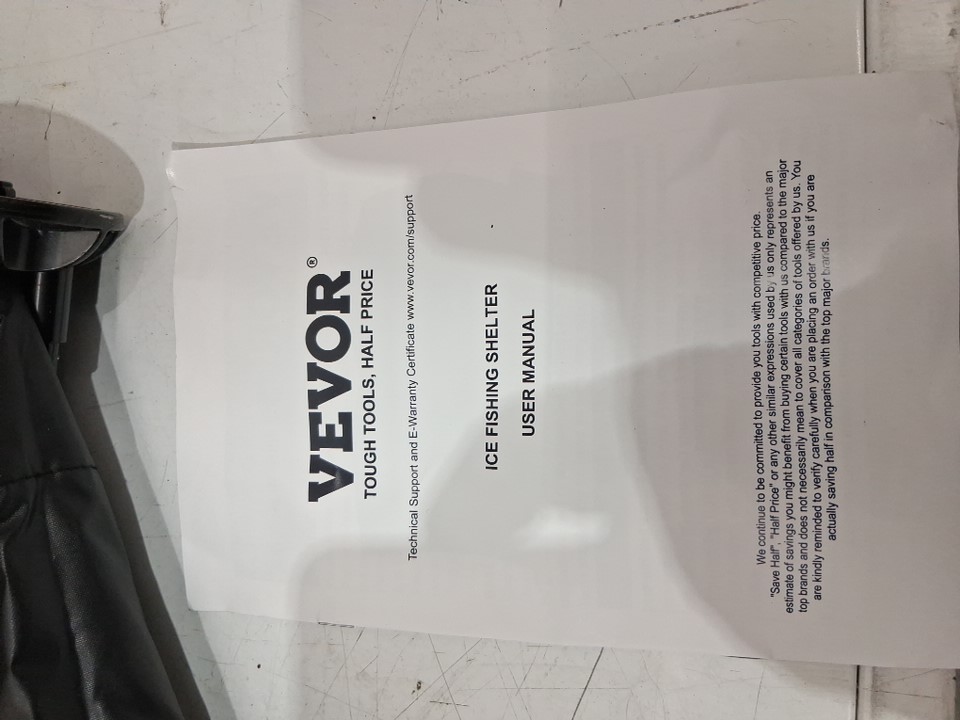 VEVOR®
TOUGH TOOLS, HALF PRICE
Technical Support and E-Warranty Certificate www.vevor.com/support
ICE FISHING SHELTER
USER MANUAL
We continue to be committed to provide you tools with competitive price.
"Save Half", "Half Price" or any other similar expressions used by us only represents an
estimate of savings you might benefit from buying certain tools with us compared to the major
top brands and does not necessarily mean to cover all categories of tools offered by us. You
are kindly reminded to verify carefully when you are placing an order with us if you are
actually saving half in comparison with the top major brands.